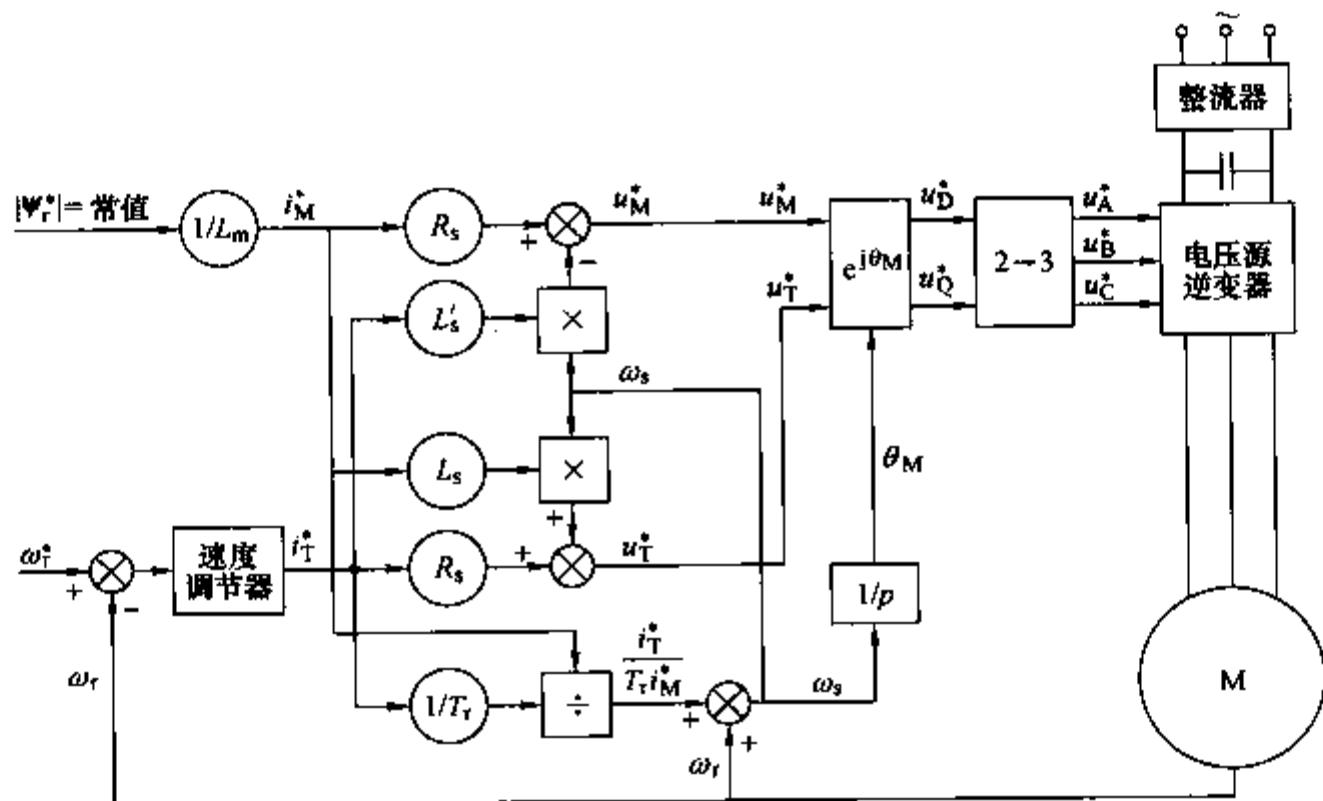 ~
整流器
|Ψr*|=常值
1/Lm
iM*
Rs
+
−
uM*
uM*
ejθM
uD*
uQ*
2→3
uA*
uB*
uC*
电压源
逆变器
Ls'
×
uT*
ωs
Ls
×
θM
ωr*
+
−
速度
调节器
iT*
Rs
+
+
uT*
1/p
ωr
1/Tr
÷
iT*
Tr iM*
+
+
ωs
ωr
M